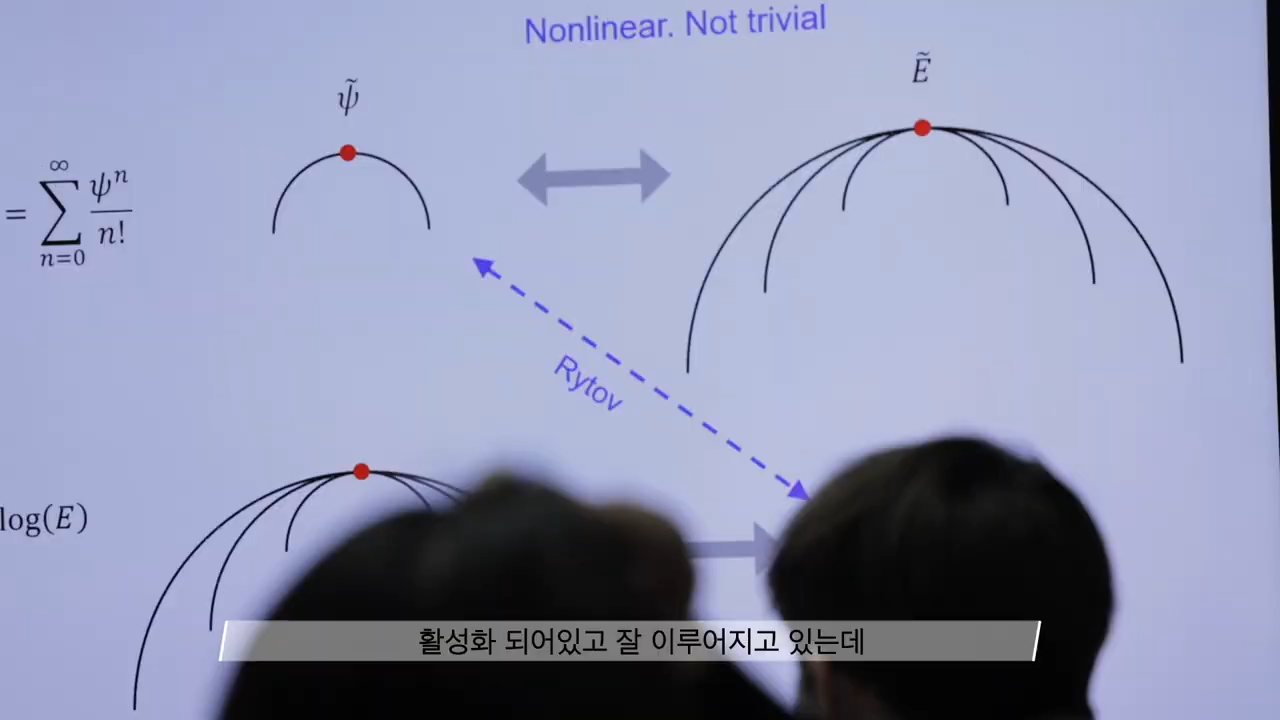 Nonlinear. Not trivial
ψ̃
Ẽ
= ∑_{n=0}^{∞} ψⁿ/n!
Rytov
log(E)
활성화 되어있고 잘 이루어지고 있는데